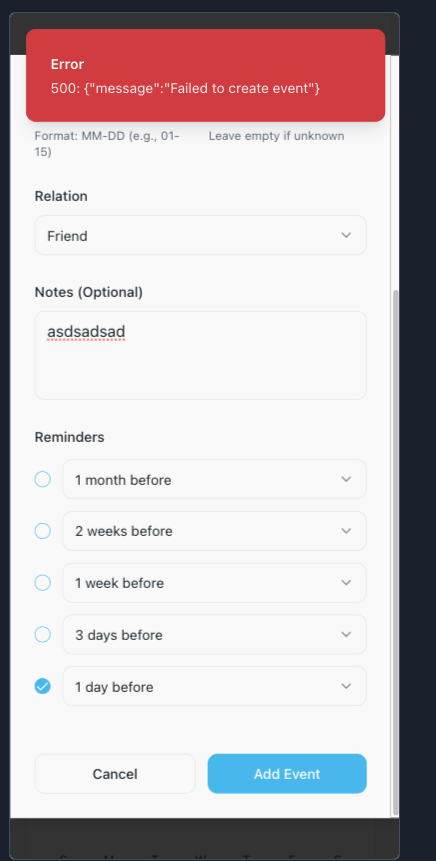 Error
500: {"message":"Failed to create event"}
Format: MM-DD (e.g., 01-
15)
Leave empty if unknown
Relation
Friend
Notes (Optional)
asdsadsad
Reminders
1 month before
2 weeks before
1 week before
3 days before
1 day before
Cancel
Add Event